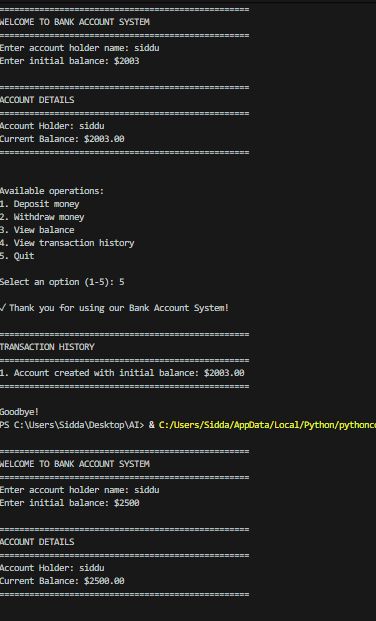 ==================================================
WELCOME TO BANK ACCOUNT SYSTEM
==================================================
Enter account holder name: siddu
Enter initial balance: $2003
==================================================
ACCOUNT DETAILS
==================================================
Account Holder: siddu
Current Balance: $2003.00
==================================================
Available operations:
1. Deposit money
2. Withdraw money
3. View balance
4. View transaction history
5. Quit
Select an option (1-5): 5
✓ Thank you for using our Bank Account System!
==================================================
TRANSACTION HISTORY
==================================================
1. Account created with initial balance: $2003.00
==================================================
Goodbye!
PS C:\Users\Sidda\Desktop\AI> & C:/Users/Sidda/AppData/Local/Python/pythonco
==================================================
WELCOME TO BANK ACCOUNT SYSTEM
==================================================
Enter account holder name: siddu
Enter initial balance: $2500
==================================================
ACCOUNT DETAILS
==================================================
Account Holder: siddu
Current Balance: $2500.00
==================================================